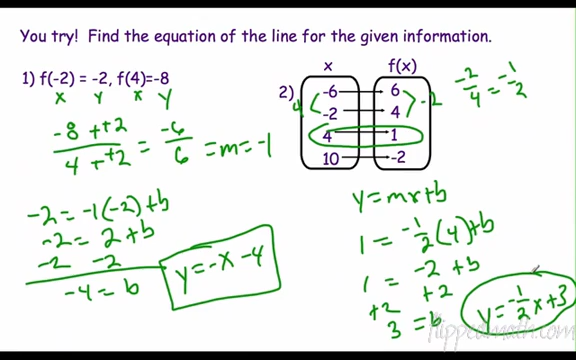 You try! Find the equation of the line for the given information.
1) f(-2) = -2, f(4)=-8
x y x y
-8 ++2 / 4 ++2 = -6/6 = m = -1
-2 = -1(-2)+b
-2 = 2+b
-2 -2
-4 = b
y=-x-4
2)
x f(x)
-6 6
-2 4
4 1
10 -2
4 -2
-2/4 = -1/2
y=mx+b
1 = -1/2(4)+b
1 = -2+b
+2 +2
3 = b
y=-1/2x+3
flippedmath.com